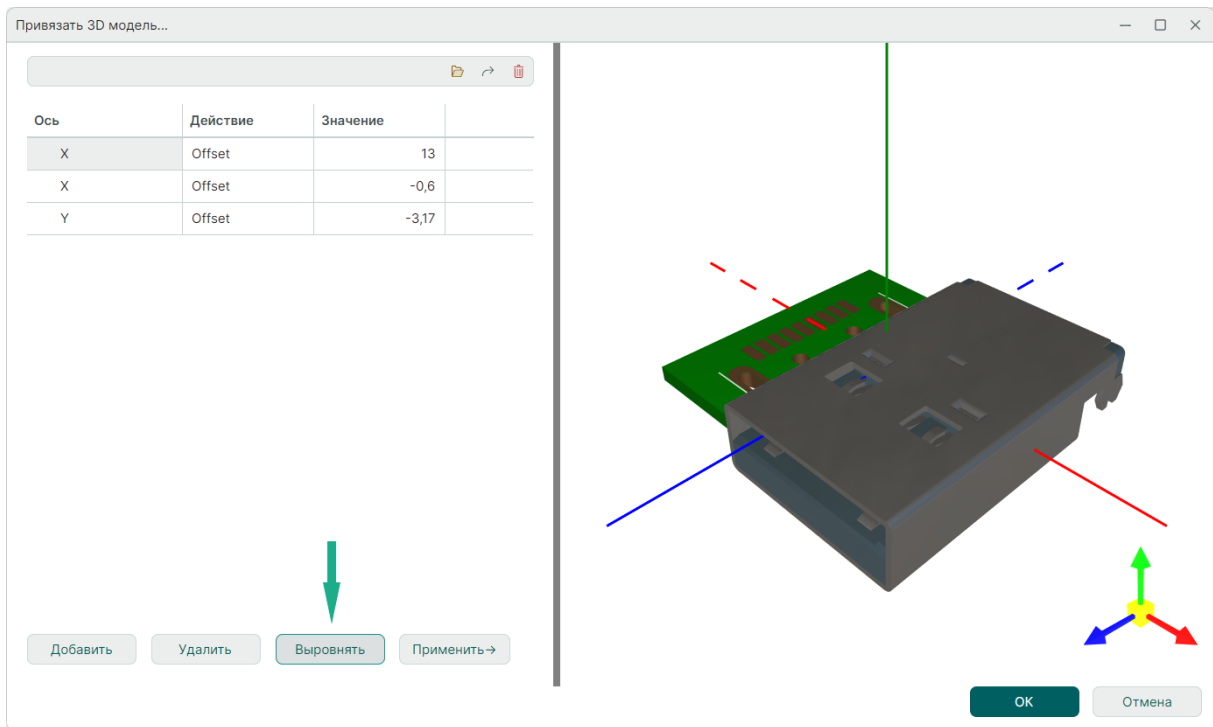 Привязать 3D модель...
Ось Действие Значение
X Offset 13
X Offset -0,6
Y Offset -3,17
Добавить Удалить Выровнять Применить→
OK Отмена